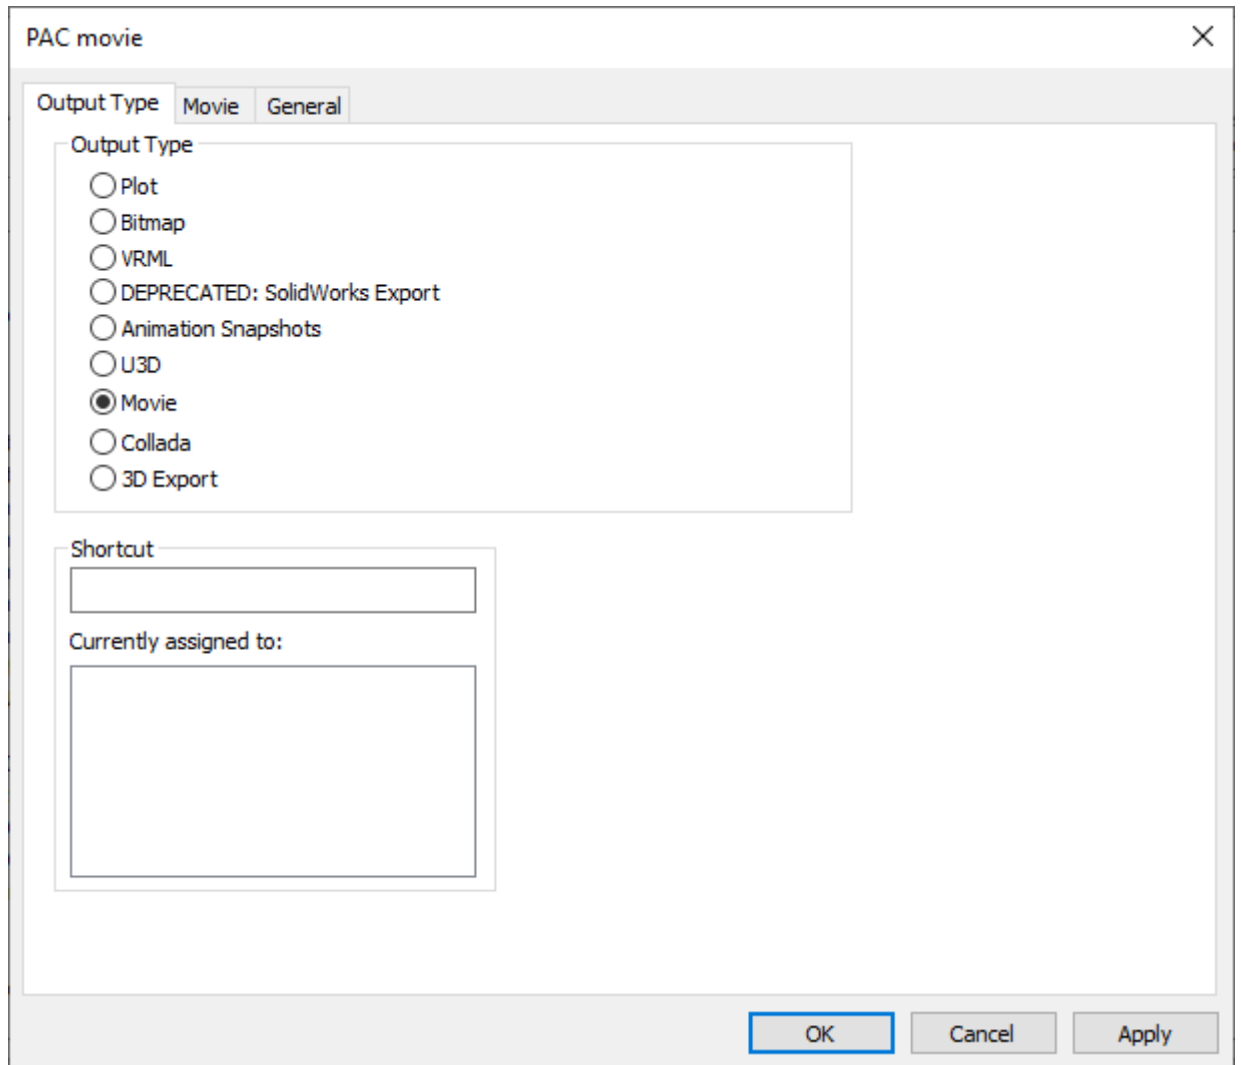 PAC movie
Output Type Movie General
Output Type
Plot
Bitmap
VRML
DEPRECATED: SolidWorks Export
Animation Snapshots
U3D
Movie
Collada
3D Export
Shortcut
Currently assigned to:
OK Cancel Apply